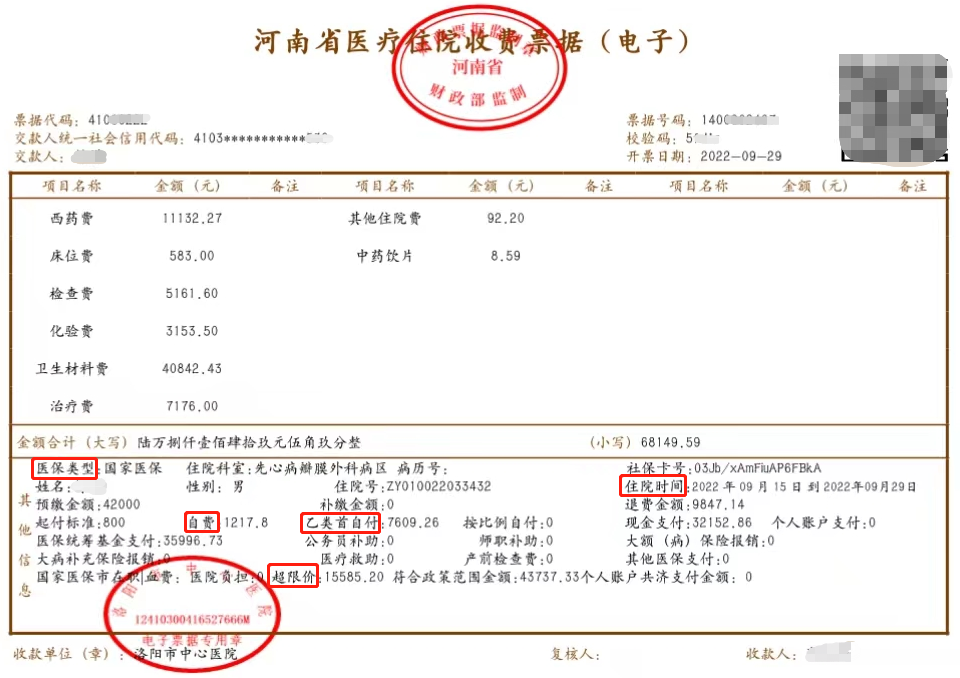 河南省医疗住院收费票据（电子）
河南省
财政部监制
票据代码：
票据号码：
交款人统一社会信用代码：4103***********
校验码：
交款人：
开票日期：2022-09-29
项目名称 金额（元） 备注 项目名称 金额（元） 备注 项目名称 金额（元） 备注
西药费 11132.27 其他住院费 92.20
床位费 583.00 中药饮片 8.59
检查费 5161.60
化验费 3153.50
卫生材料费 40842.43
治疗费 7176.00
金额合计（大写）陆万捌仟壹佰肆拾玖元伍角玖分整 （小写）68149.59
其他信息
医保类型:国家医保 住院科室:先心病瓣膜外科病区 病历号: 社保卡号:03Jb/xAmFiuAP6FBkA
姓名: 性别: 男 住院号:ZY010022033432 住院时间:2022 年 09 月 15 日 到 2022年09月29日
预缴金额:42000 补缴金额:0 退费金额:9847.14
起付标准:800 自费:1217.8 乙类首自付:7609.26 按比例自付:0 现金支付:32152.86 个人账户支付:0
医保统筹基金支付:35996.73 公务员补助:0 师职补助:0 大额（病）保险报销:0
大病补充保险报销:0 医疗救助:0 产前检查费:0 其他医保支付:0
国家医保市在职 血费: 医院负担:0 超限价:15585.20 符合政策范围金额:43737.33个人账户共济支付金额: 0
洛阳市中心医院
12410300416527666M
电子票据专用章
收款单位（章）:洛阳市中心医院 复核人: 收款人: